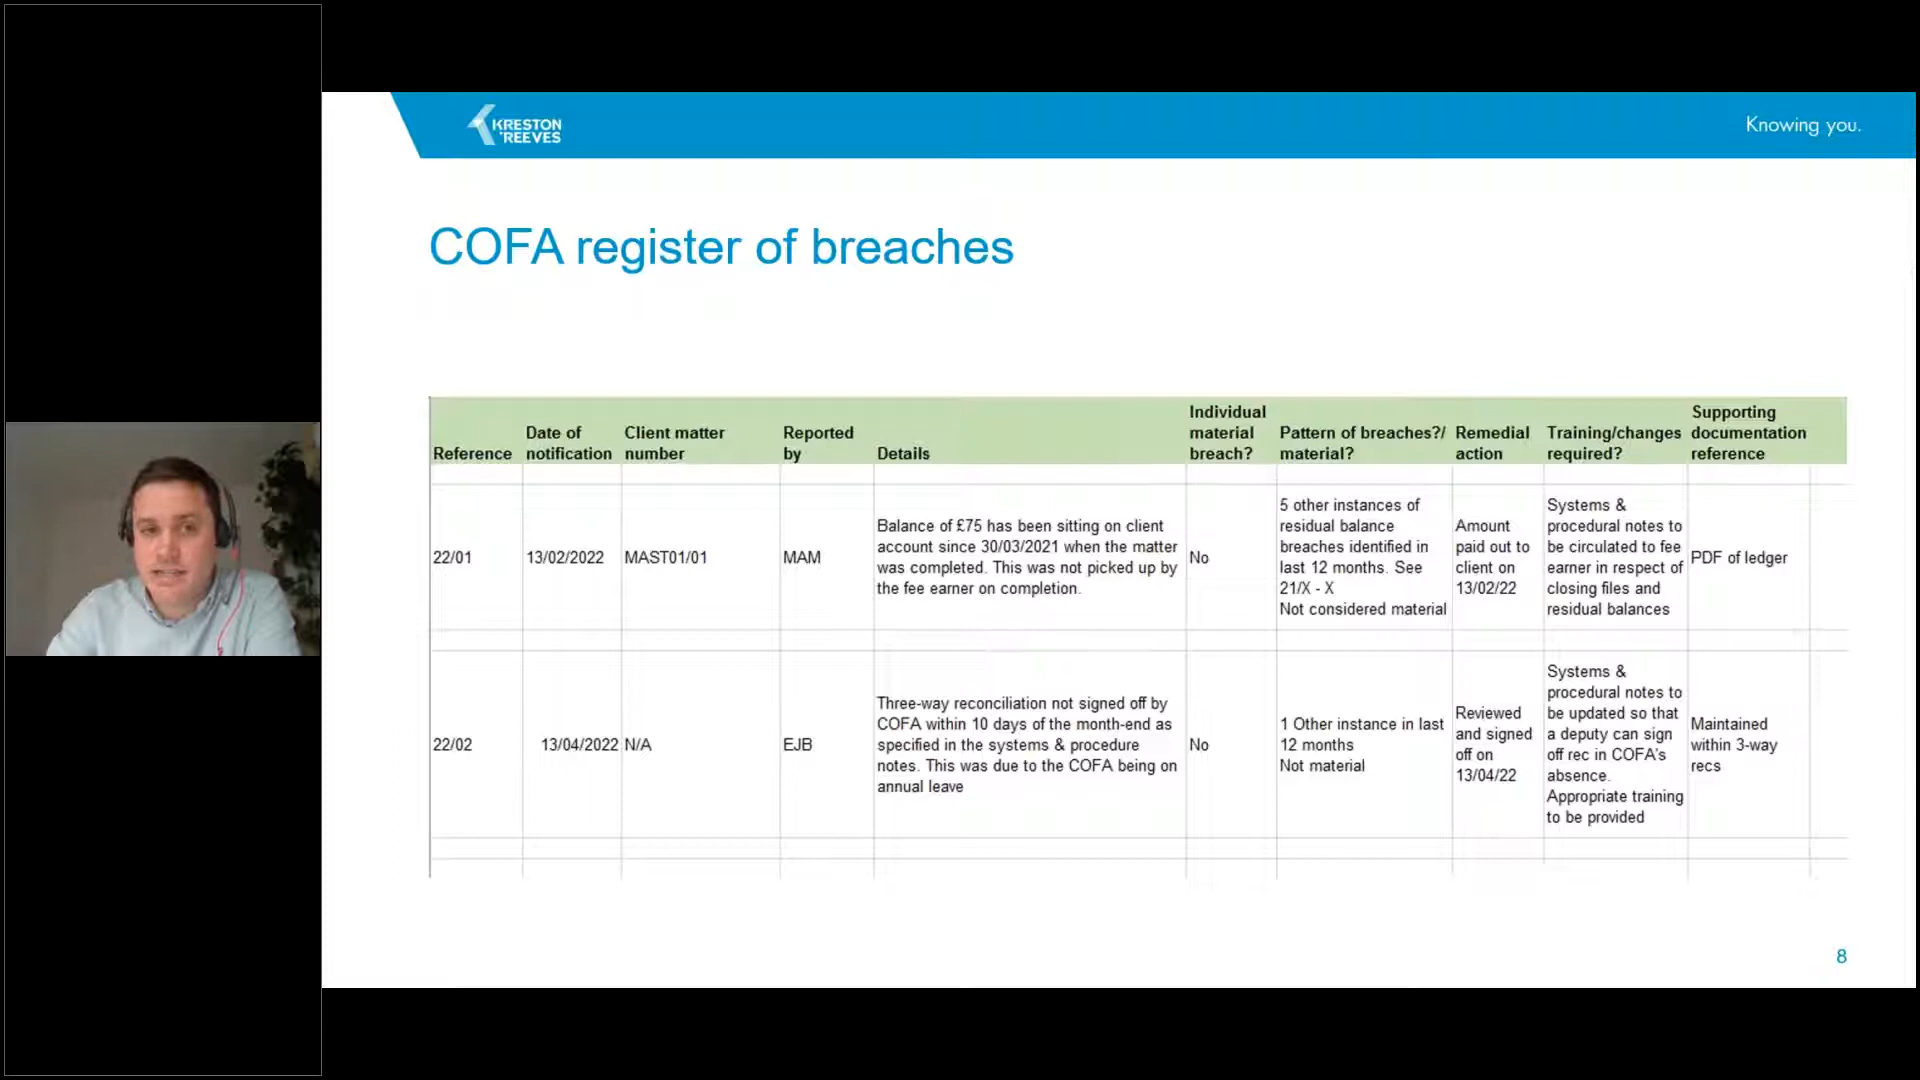 KRESTON
REEVES
Knowing you.
COFA register of breaches
Reference
Date of
notification
Client matter
number
Reported
by
Details
Individual
material
breach?
Pattern of breaches?/
material?
Remedial
action
Training/changes
required?
Supporting
documentation
reference
22/01
13/02/2022
MAST01/01
MAM
Balance of £75 has been sitting on client
account since 30/03/2021 when the matter
was completed. This was not picked up by
the fee earner on completion.
No
5 other instances of
residual balance
breaches identified in
last 12 months. See
21/X - X
Not considered material
Amount
paid out to
client on
13/02/22
Systems &
procedural notes to
be circulated to fee
earner in respect of
closing files and
residual balances
PDF of ledger
22/02
13/04/2022
N/A
EJB
Three-way reconciliation not signed off by
COFA within 10 days of the month-end as
specified in the systems & procedure
notes. This was due to the COFA being on
annual leave
No
1 Other instance in last
12 months
Not material
Reviewed
and signed
off on
13/04/22
Systems &
procedural notes to
be updated so that
a deputy can sign
off rec in COFA's
absence.
Appropriate training
to be provided
Maintained
within 3-way
recs
8